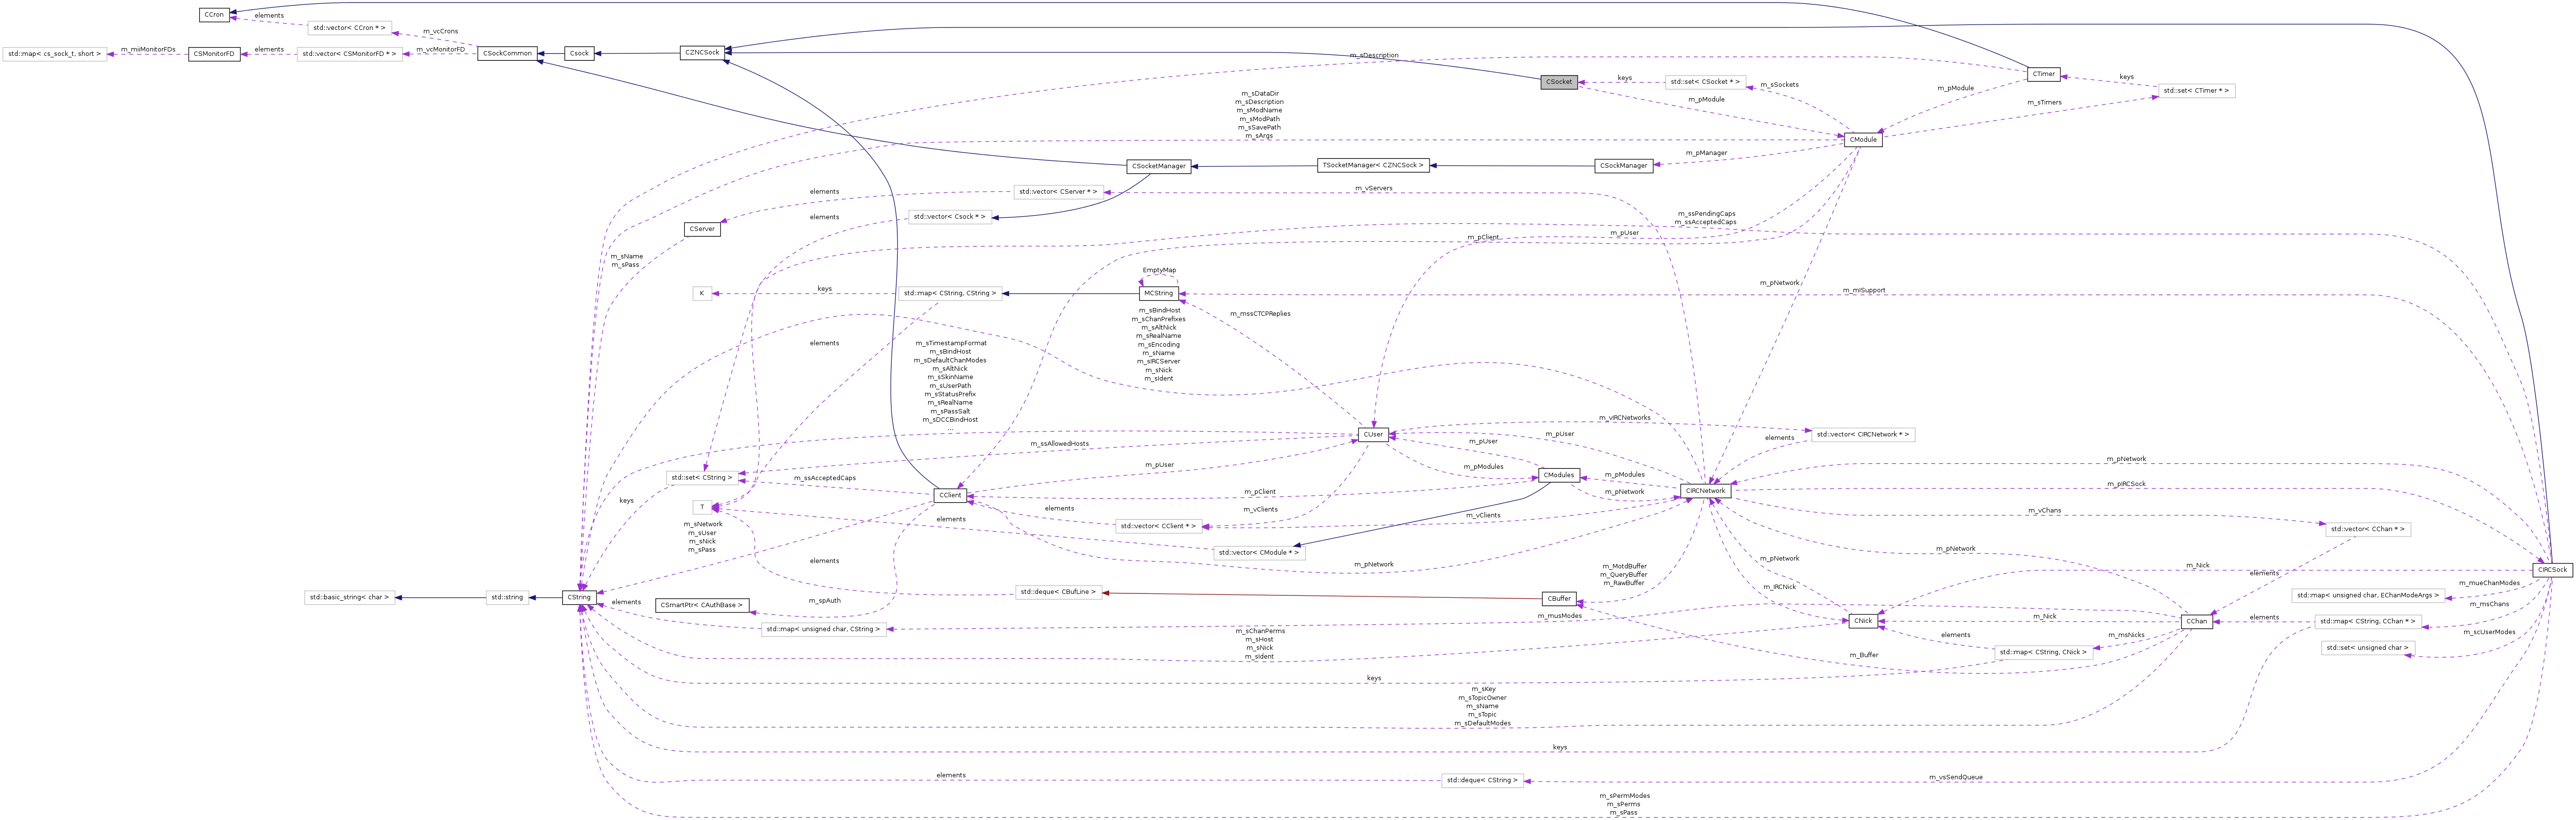 CCron
elements
std::vector< CCron * >
m_vcCrons
std::map< cs_sock_t, short >
m_miiMonitorFDs
CSMonitorFD
elements
std::vector< CSMonitorFD * >
m_vcMonitorFD
CSockCommon
Csock
CZNCSock
m_sDescription
CSocket
keys
std::set< CSocket * >
m_sSockets
CTimer
keys
std::set< CTimer * >
m_pModule
m_pModule
m_sTimers
m_sDataDir
m_sDescription
m_sModName
m_sModPath
m_sSavePath
m_sArgs
CModule
CSocketManager
TSocketManager< CZNCSock >
CSockManager
m_pManager
elements
std::vector< CServer * >
m_vServers
elements
std::vector< Csock * >
CServer
m_ssPendingCaps
m_ssAcceptedCaps
m_pClient
m_pUser
m_sName
m_sPass
EmptyMap
K
keys
std::map< CString, CString >
MCString
m_pNetwork
m_mISupport
m_mssCTCPReplies
m_sBindHost
m_sChanPrefixes
m_sAltNick
m_sRealName
m_sEncoding
m_sName
m_sIRCServer
m_sNick
m_sIdent
elements
m_sTimestampFormat
m_sBindHost
m_sDefaultChanModes
m_sAltNick
m_sSkinName
m_sUserPath
m_sStatusPrefix
m_sRealName
m_sPassSalt
m_sDCCBindHost
...
CUser
m_vIRCNetworks
std::vector< CIRCNetwork * >
elements
m_pUser
m_pUser
m_ssAllowedHosts
m_pUser
m_pModules
CModules
m_pModules
m_pNetwork
std::set< CString >
m_ssAcceptedCaps
CClient
m_pClient
m_pNetwork
CIRCNetwork
m_pIRCSock
keys
T
elements
elements
m_vClients
m_vClients
m_vChans
std::vector< CClient * >
std::vector< CChan * >
m_sNetwork
m_sUser
m_sNick
m_sPass
std::vector< CModule * >
m_pNetwork
m_pNetwork
m_pNetwork
elements
m_pNetwork
m_MotdBuffer
m_QueryBuffer
m_RawBuffer
m_IRCNick
elements
m_Nick
CIRCSock
m_mueChanModes
std::map< unsigned char, EChanModeArgs >
std::basic_string< char >
std::string
CString
elements
CSmartPtr< CAuthBase >
m_spAuth
std::deque< CBufLine >
CBuffer
m_musModes
m_msChans
std::map< unsigned char, CString >
CNick
m_Nick
CChan
elements
std::map< CString, CChan * >
m_scUserModes
m_sChanPerms
m_sHost
m_sNick
m_sIdent
elements
m_msNicks
std::map< CString, CNick >
std::set< unsigned char >
m_Buffer
keys
m_sKey
m_sTopicOwner
m_sName
m_sTopic
m_sDefaultModes
keys
elements
std::deque< CString >
m_vsSendQueue
m_sPermModes
m_sPerms
m_sPass